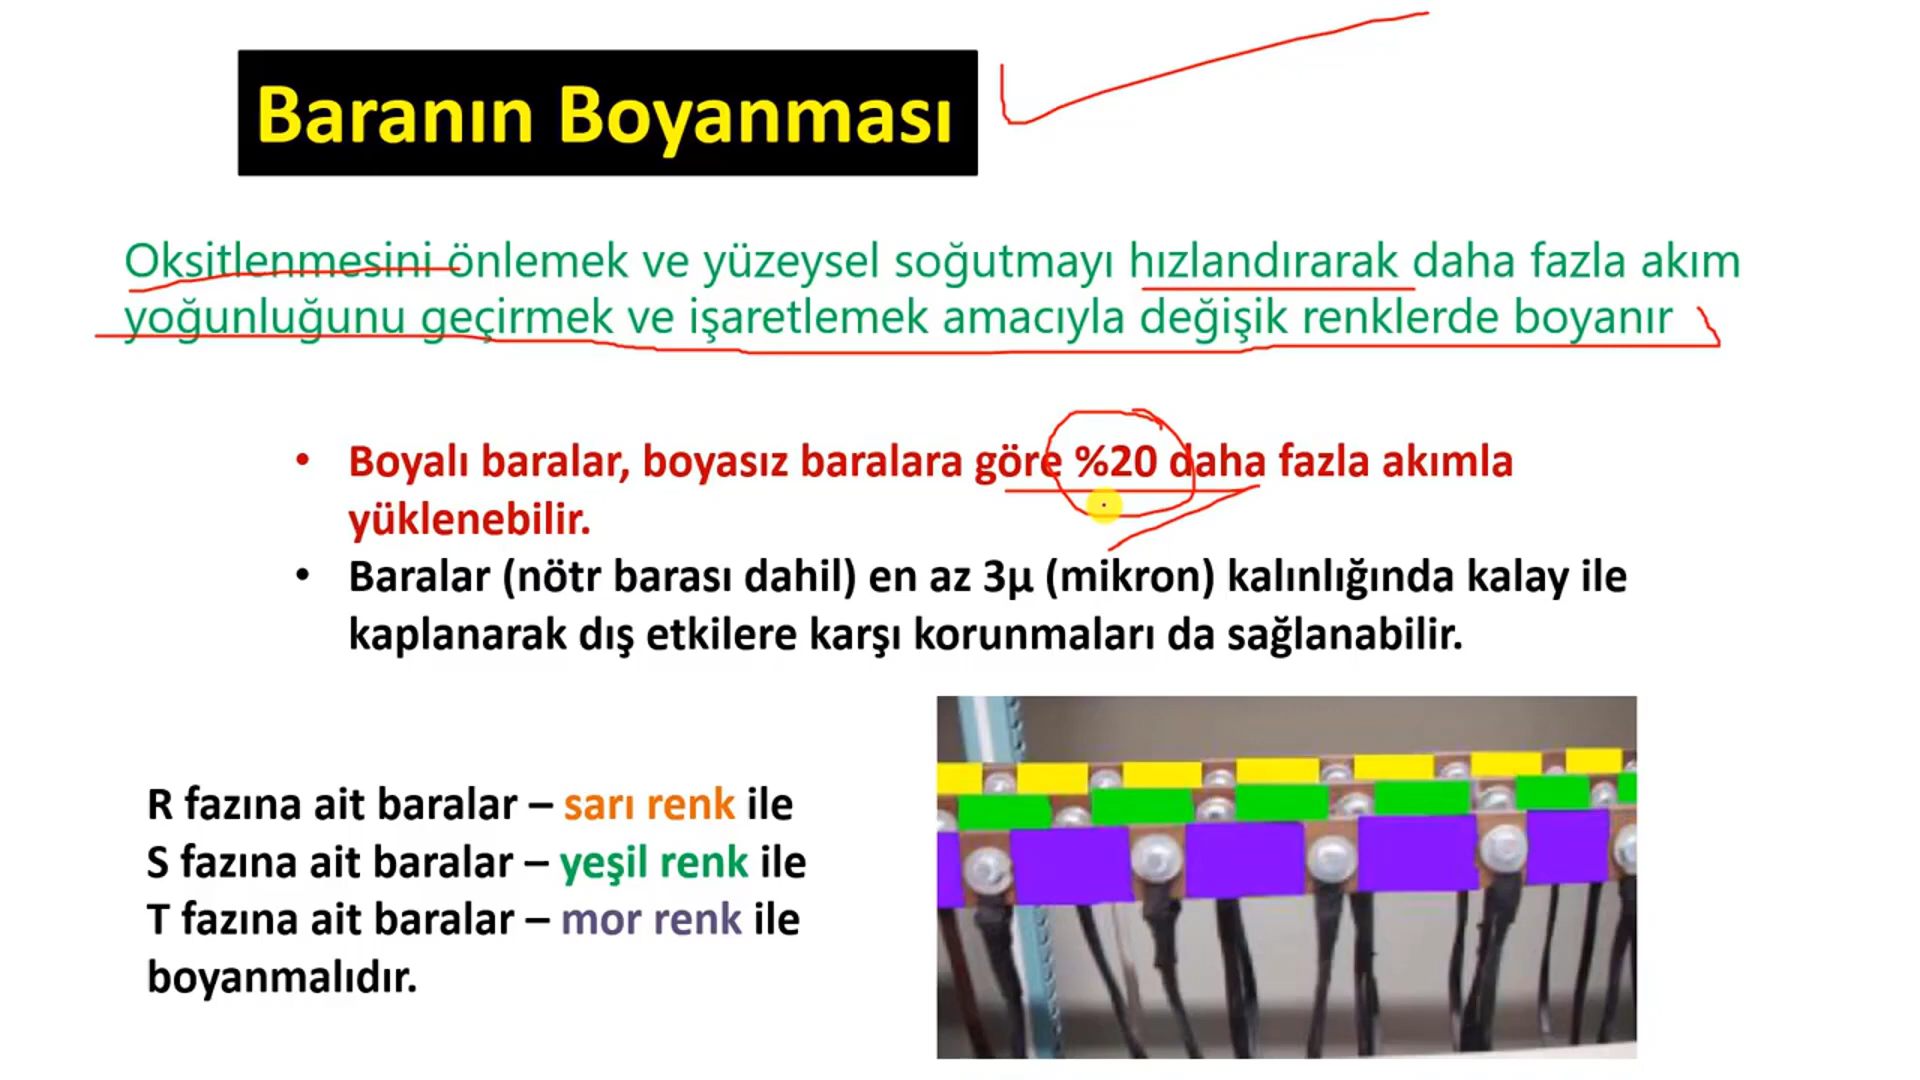 Baranın Boyanması
Oksitlenmesini önlemek ve yüzeysel soğutmayı hızlandırarak daha fazla akım
yoğunluğunu geçirmek ve işaretlemek amacıyla değişik renklerde boyanır
• Boyalı baralar, boyasız baralara göre %20 daha fazla akımla
yüklenebilir.
• Baralar (nötr barası dahil) en az 3µ (mikron) kalınlığında kalay ile
kaplanarak dış etkilere karşı korunmaları da sağlanabilir.
R fazına ait baralar – sarı renk ile
S fazına ait baralar – yeşil renk ile
T fazına ait baralar – mor renk ile
boyanmalıdır.